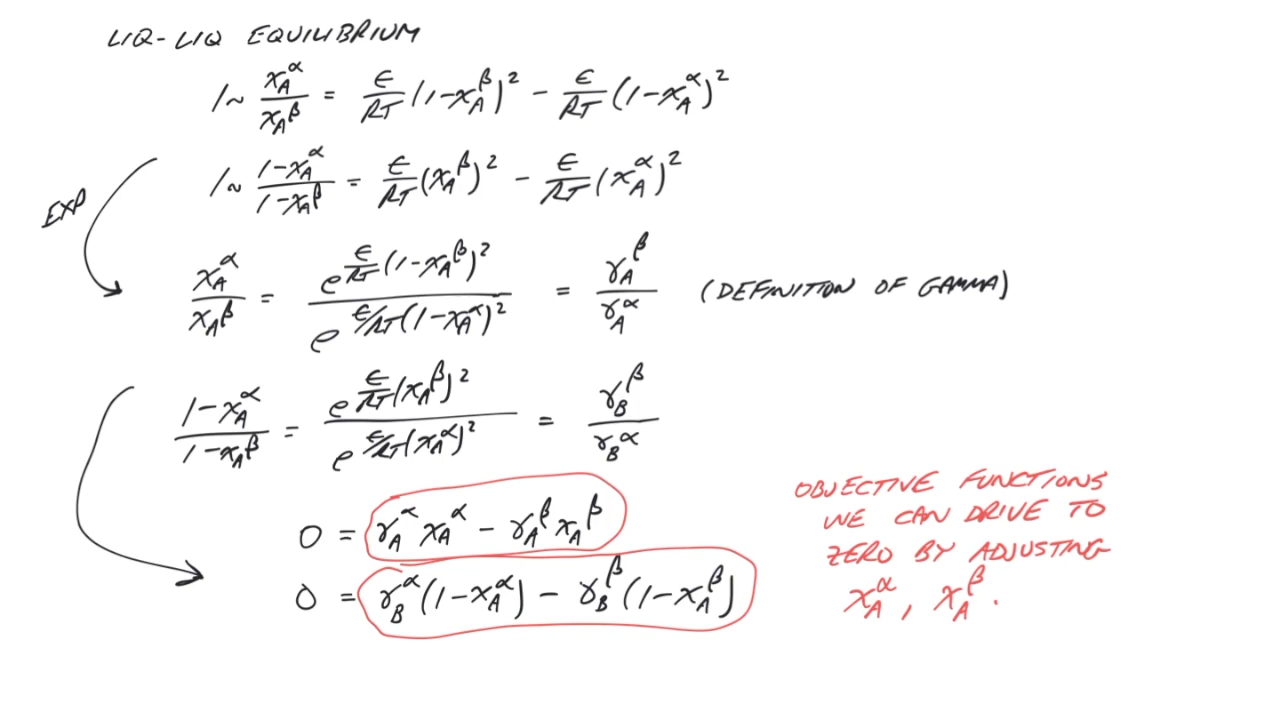 LIQ-LIQ EQUILIBRIUM
ln x_A^α / x_A^β = ϵ/RT (1-x_A^β)^2 - ϵ/RT (1-x_A^α)^2
ln 1-x_A^α / 1-x_A^β = ϵ/RT (x_A^β)^2 - ϵ/RT (x_A^α)^2
EXP
x_A^α / x_A^β = e^{ϵ/RT (1-x_A^β)^2} / e^{ϵ/RT (1-x_A^α)^2} = γ_A^β / γ_A^α (DEFINITION OF GAMMA)
1-x_A^α / 1-x_A^β = e^{ϵ/RT (x_A^β)^2} / e^{ϵ/RT (x_A^α)^2} = γ_B^β / γ_B^α
0 = γ_A^α x_A^α - γ_A^β x_A^β
0 = γ_B^α (1-x_A^α) - γ_B^β (1-x_A^β)
OBJECTIVE FUNCTIONS
WE CAN DRIVE TO
ZERO BY ADJUSTING
x_A^α, x_A^β.